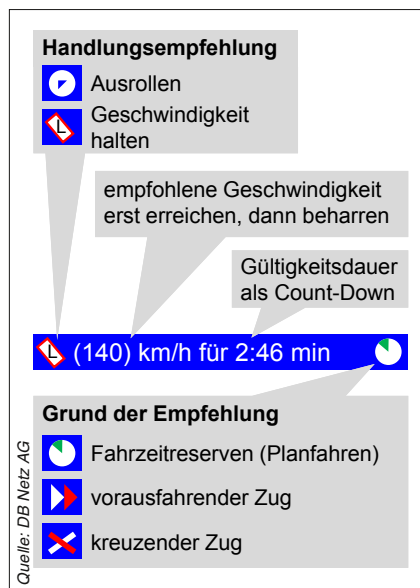 Handlungsempfehlung
Ausrollen
L Geschwindigkeit
halten
empfohlene Geschwindigkeit
erst erreichen, dann beharren
Gültigkeitsdauer
als Count-Down
L (140) km/h für 2:46 min
Grund der Empfehlung
Fahrzeitreserven (Planfahren)
vorausfahrender Zug
kreuzender Zug
Quelle: DB Netz AG